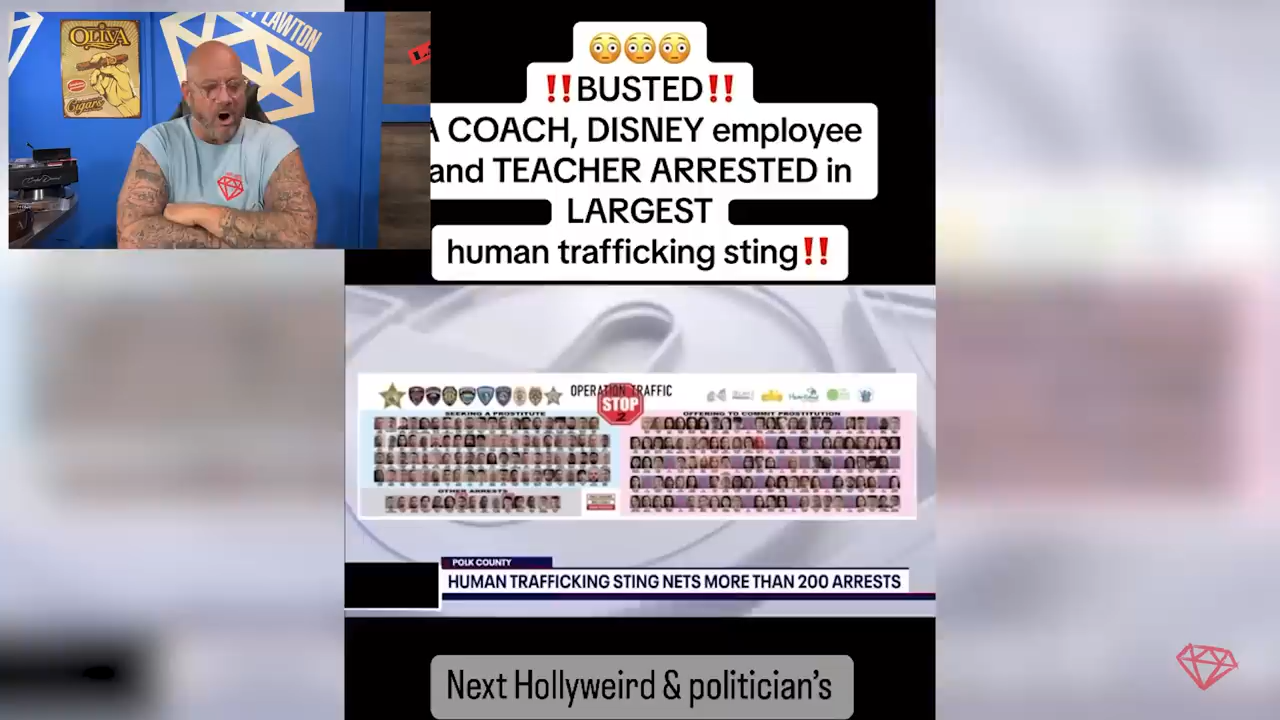 OLIVA
Cigars
LAWTON
‼BUSTED‼
A COACH, DISNEY employee
and TEACHER ARRESTED in
LARGEST
human trafficking sting‼
OPERATION TRAFFIC
STOP
2
SEEKING A PROSTITUTE
OFFERING TO COMMIT PROSTITUTION
OTHER ARRESTS
POLK COUNTY
HUMAN TRAFFICKING STING NETS MORE THAN 200 ARRESTS
Next Hollyweird & politician’s